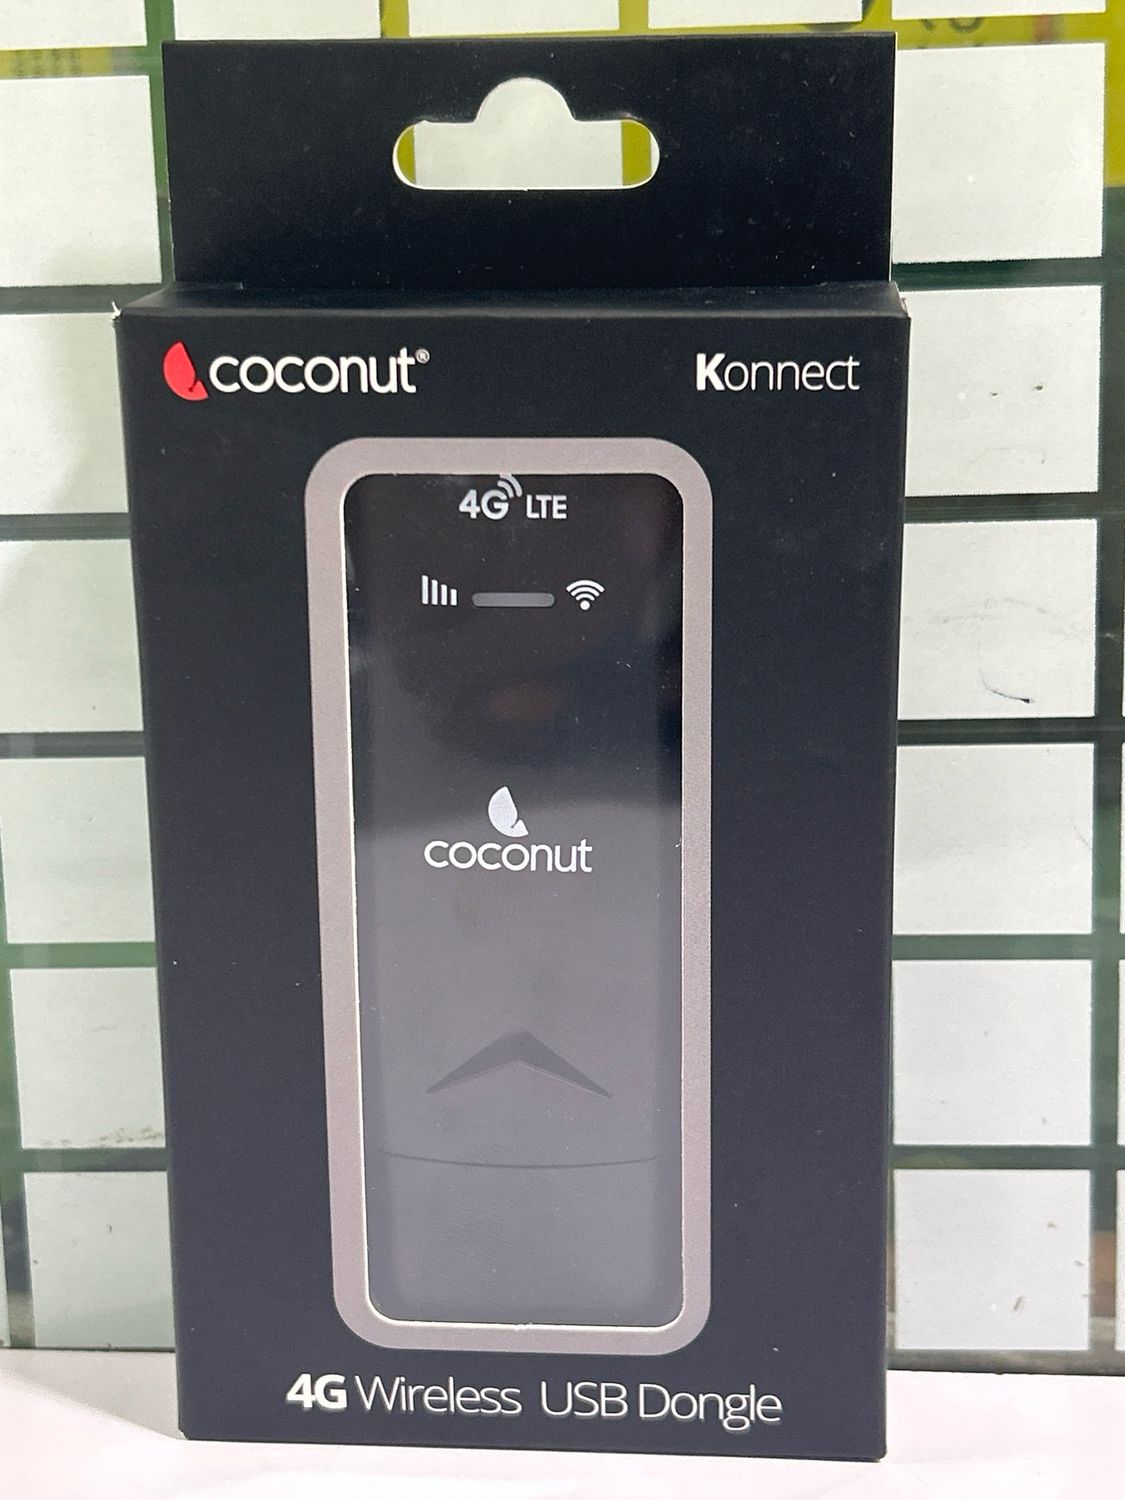 coconut®
Konnect
4G LTE
coconut
4G Wireless USB Dongle